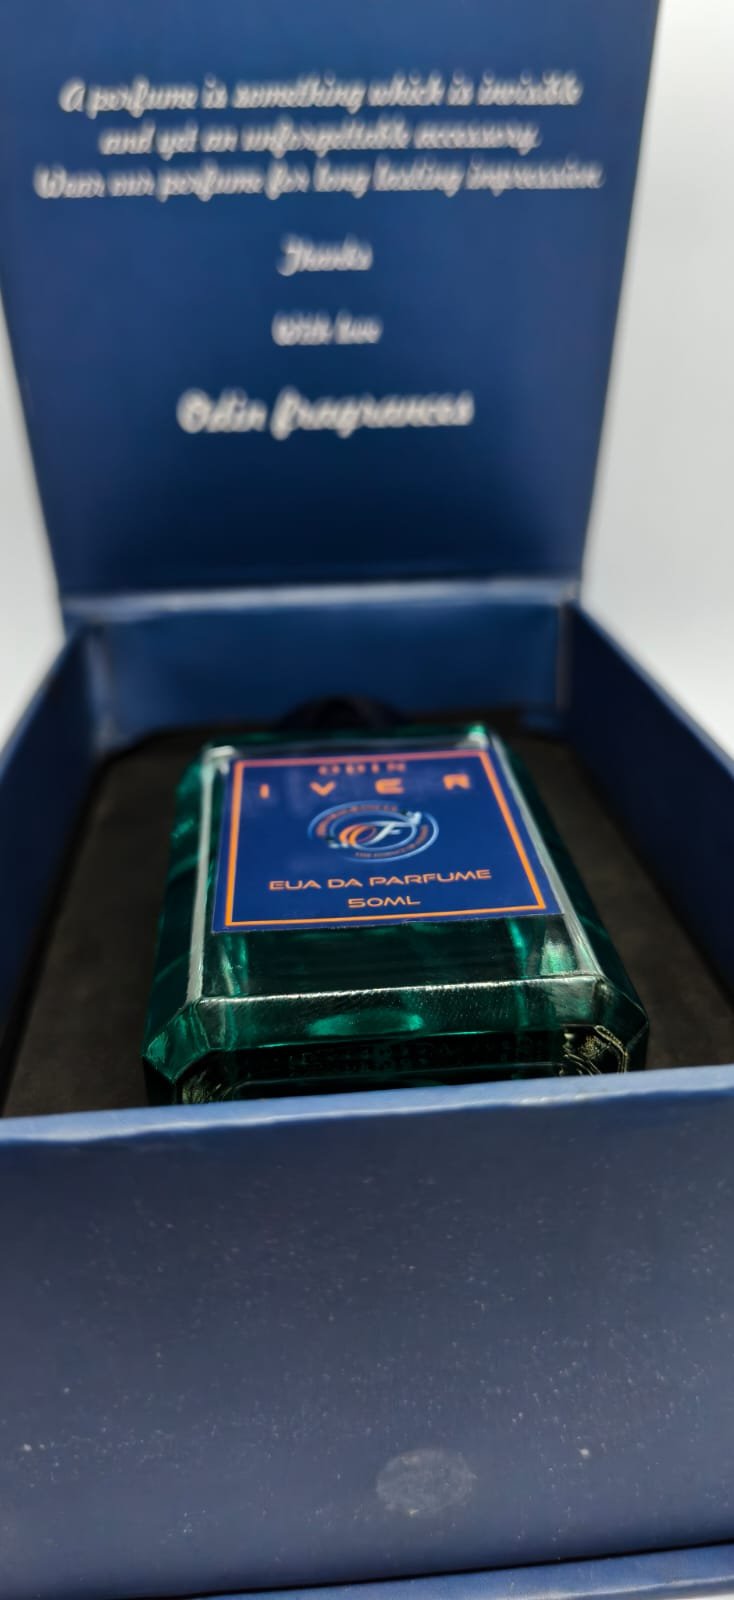 A perfume is something which is invisible
and yet an unforgettable accessory.
Wear our perfume for long lasting impression
Thanks
With love
Odin fragrances
ODIN
IVER
OF
EUA DA PARFUME
50ML